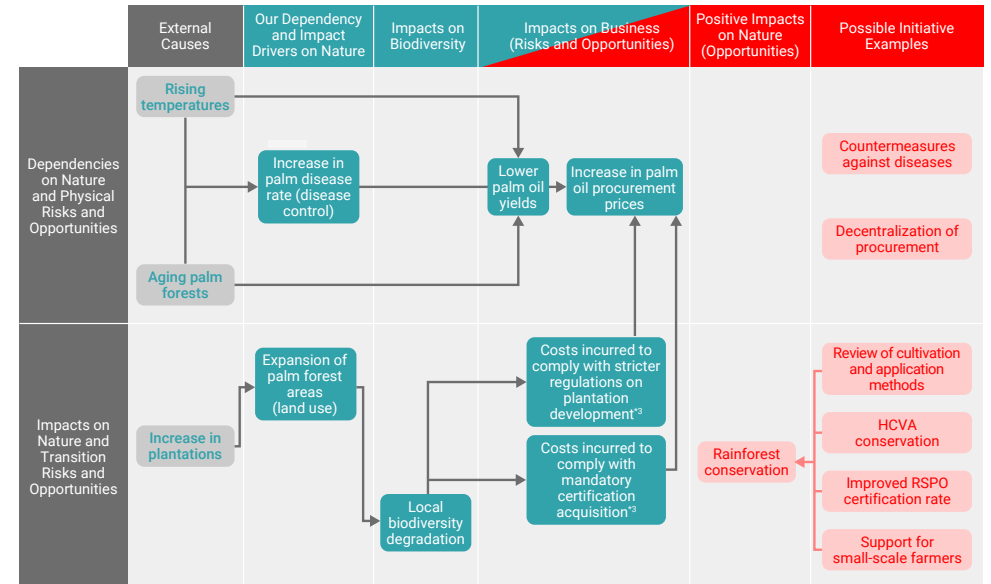 External
Causes
Our Dependency
and Impact
Drivers on Nature
Impacts on
Biodiversity
Impacts on Business
(Risks and Opportunities)
Positive Impacts
on Nature
(Opportunities)
Possible Initiative
Examples
Dependencies
on Nature
and Physical
Risks and
Opportunities
Rising
temperatures
Increase in
palm disease
rate (disease
control)
Lower
palm oil
yields
Increase in palm
oil procurement
prices
Countermeasures
against diseases
Decentralization of
procurement
Aging palm
forests
Impacts on
Nature and
Transition
Risks and
Opportunities
Increase in
plantations
Expansion of
palm forest
areas
(land use)
Local
biodiversity
degradation
Costs incurred to
comply with stricter
regulations on
plantation
development*3
Costs incurred to
comply with
mandatory
certification
acquisition*3
Rainforest
conservation
Review of cultivation
and application
methods
HCVA
conservation
Improved RSPO
certification rate
Support for
small-scale farmers